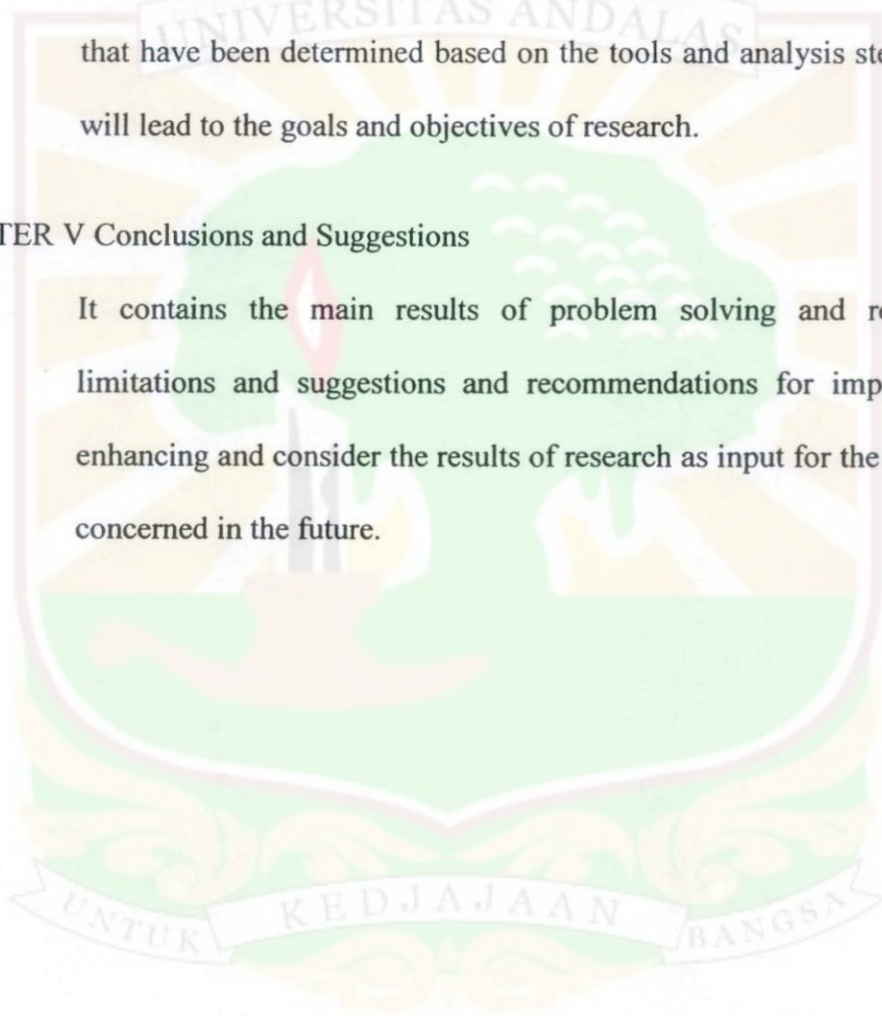 UNIVERSITAS ANDALAS
that have been determined based on the tools and analysis
will lead to the goals and objectives of research.
V Conclusions and Suggestions
It contains the main results of problem solving and
limitations and suggestions and recommendations for
enhancing and consider the results of research as input for the
concerned in the future.
UNTUK KEDJAJAAN BANGSA